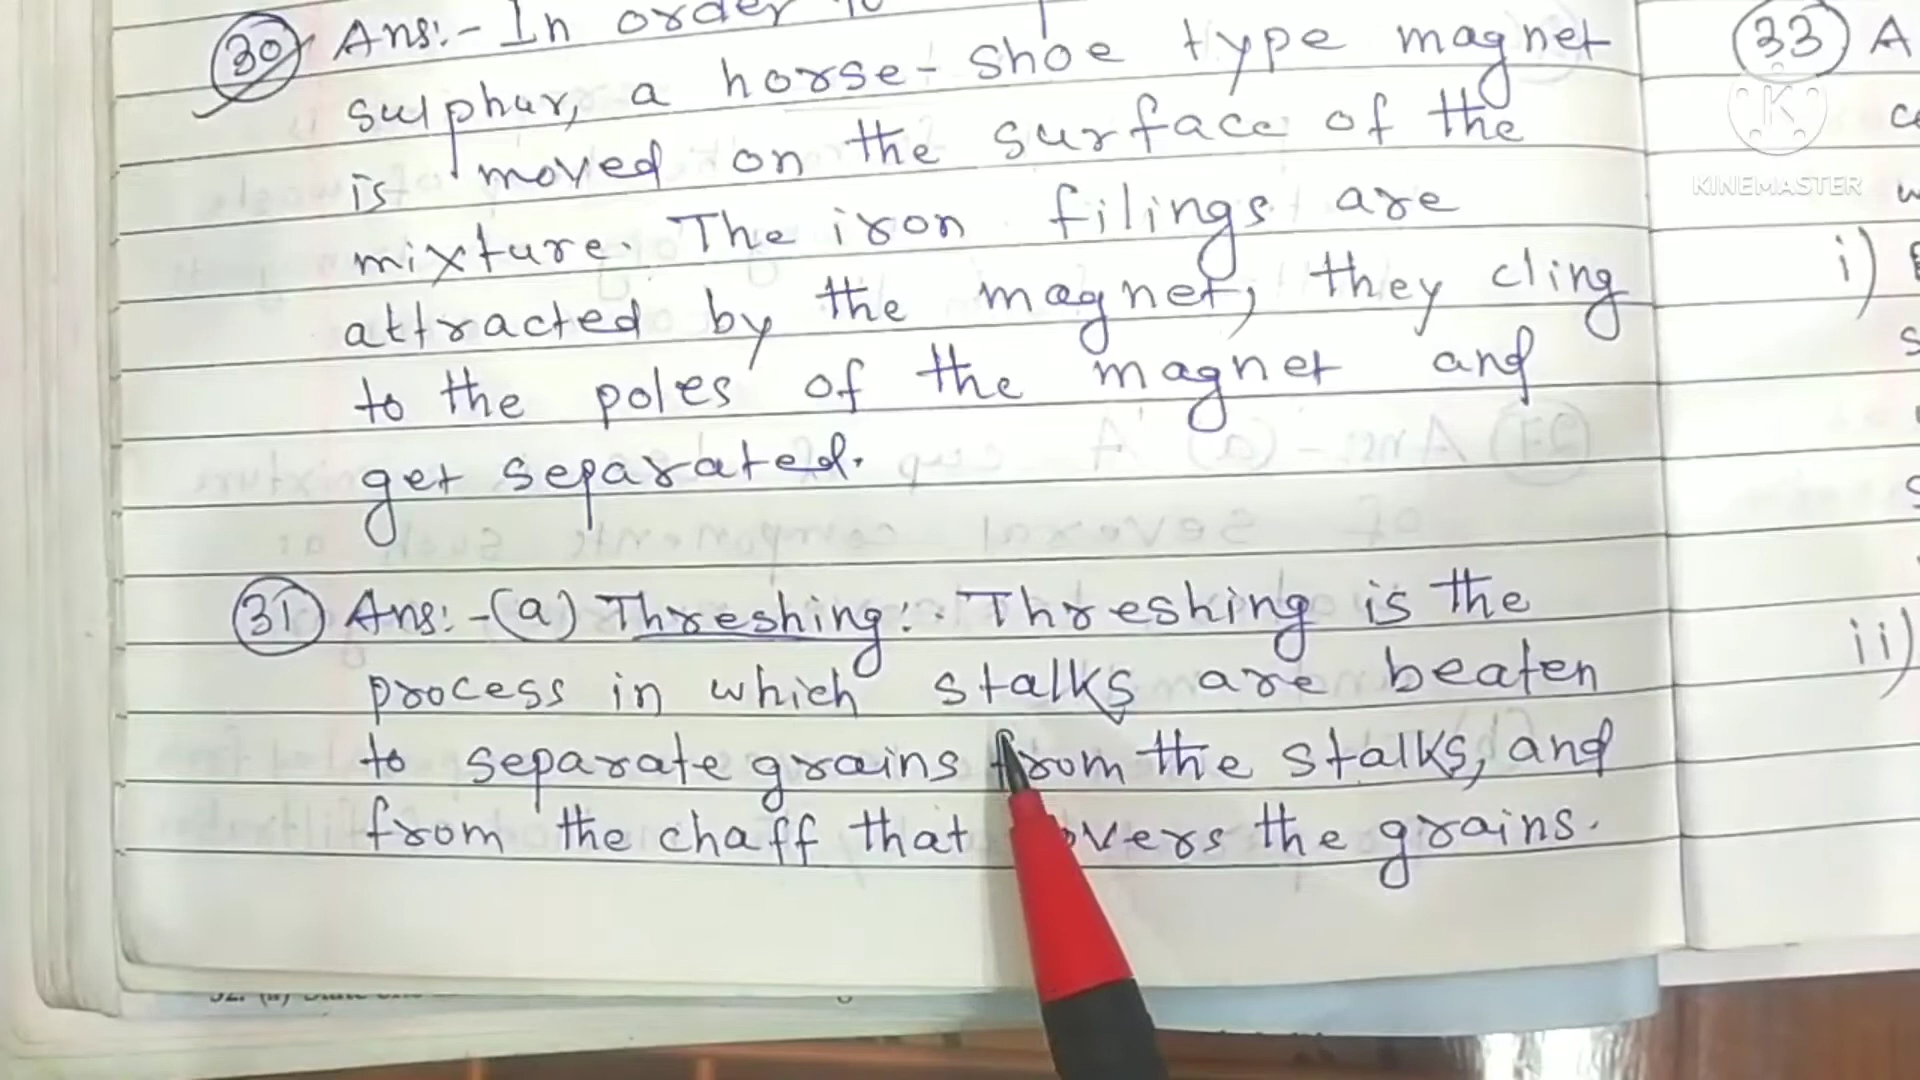 30 Ans:- In order to
sulphur, a horse-shoe type magnet
is moved on the surface of the
mixture. The iron filings are
attracted by the magnet, they cling
to the poles of the magnet and
get separated.
31 Ans:- (a) Threshing:- Threshing is the
process in which stalks are beaten
to separate grains from the stalks, and
from the chaff that covers the grains.
33 A
i)
ii)
K
KINEMASTER